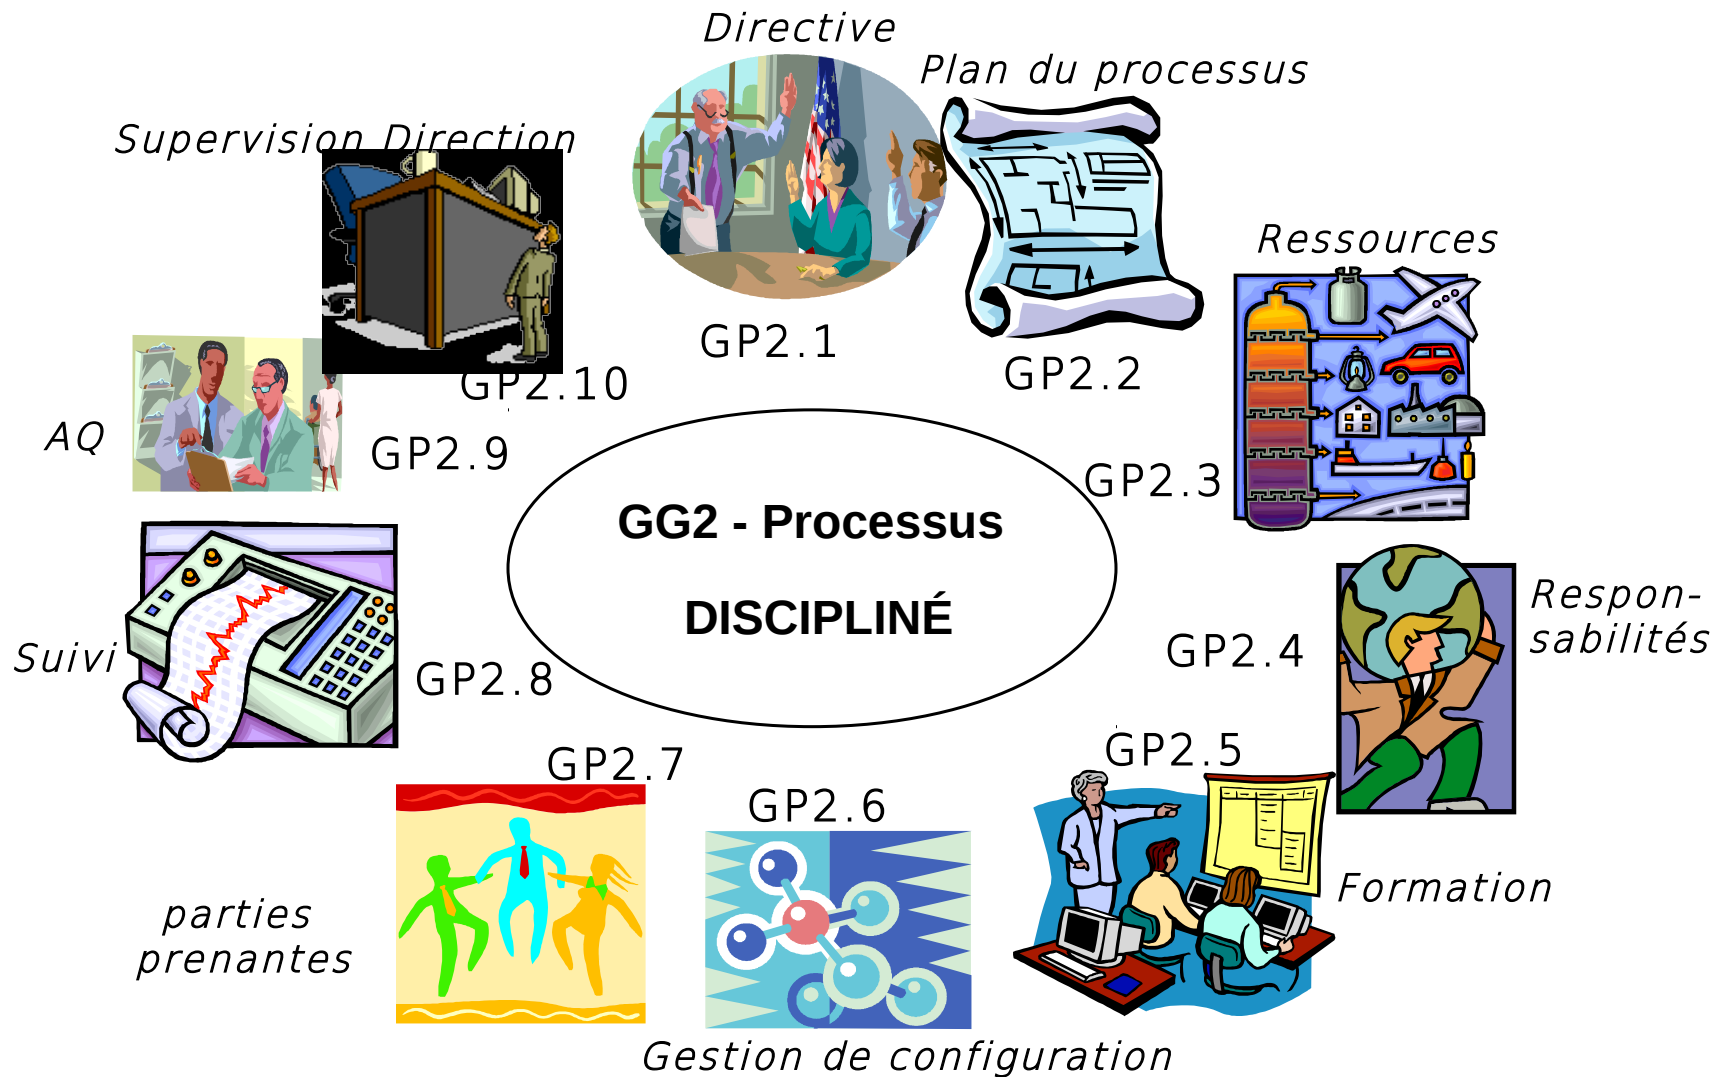 Directive
GP2.1
Plan du processus
GP2.2
Ressources
GP2.3
Respon-
sabilités
GP2.4
GP2.5
Formation
GP2.6
Gestion de configuration
GP2.7
parties
prenantes
GP2.8
Suivi
GP2.9
AQ
Supervision Direction
GP2.10
GG2 - Processus
DISCIPLINÉ